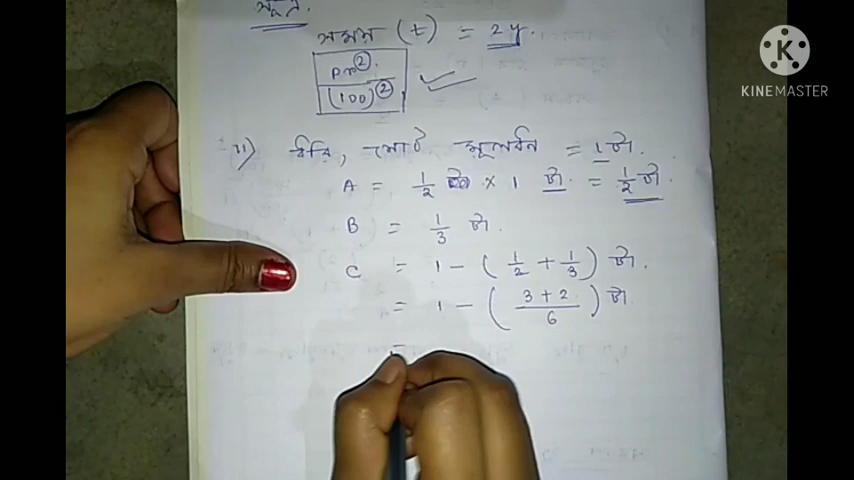 সময় (t) = 2y.
pr²
(100)²
KINEMASTER
11) ধরি, মোট মূলধন = 1 টা.
A = 1/2 × 1 টা = 1/2 টা.
B = 1/3 টা.
C = 1 - (1/2 + 1/3) টা.
= 1 - (3+2/6) টা
=